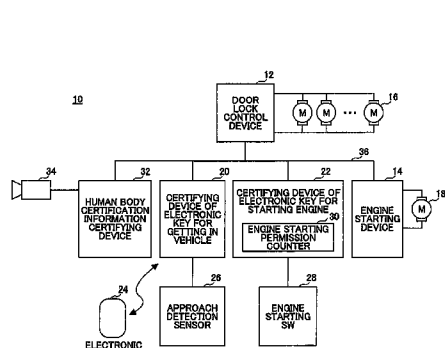 10
12
DOOR
LOCK
CONTROL
DEVICE
M M ••• M
16
36
34
32
HUMAN BODY
CERTIFICATION
INFORMATION
CERTIFYING
DEVICE
20
CERTIFYING
DEVICE OF
ELECTRONIC
KEY FOR
GETTING IN
VEHICLE
22
CERTIFYING DEVICE OF
ELECTRONIC KEY FOR
STARTING ENGINE
30
ENGINE STARTING
PERMISSION
COUNTER
14
ENGINE
STARTING
DEVICE
M
18
24
ELECTRONIC
26
APPROACH
DETECTION
SENSOR
28
ENGINE
STARTING
SW